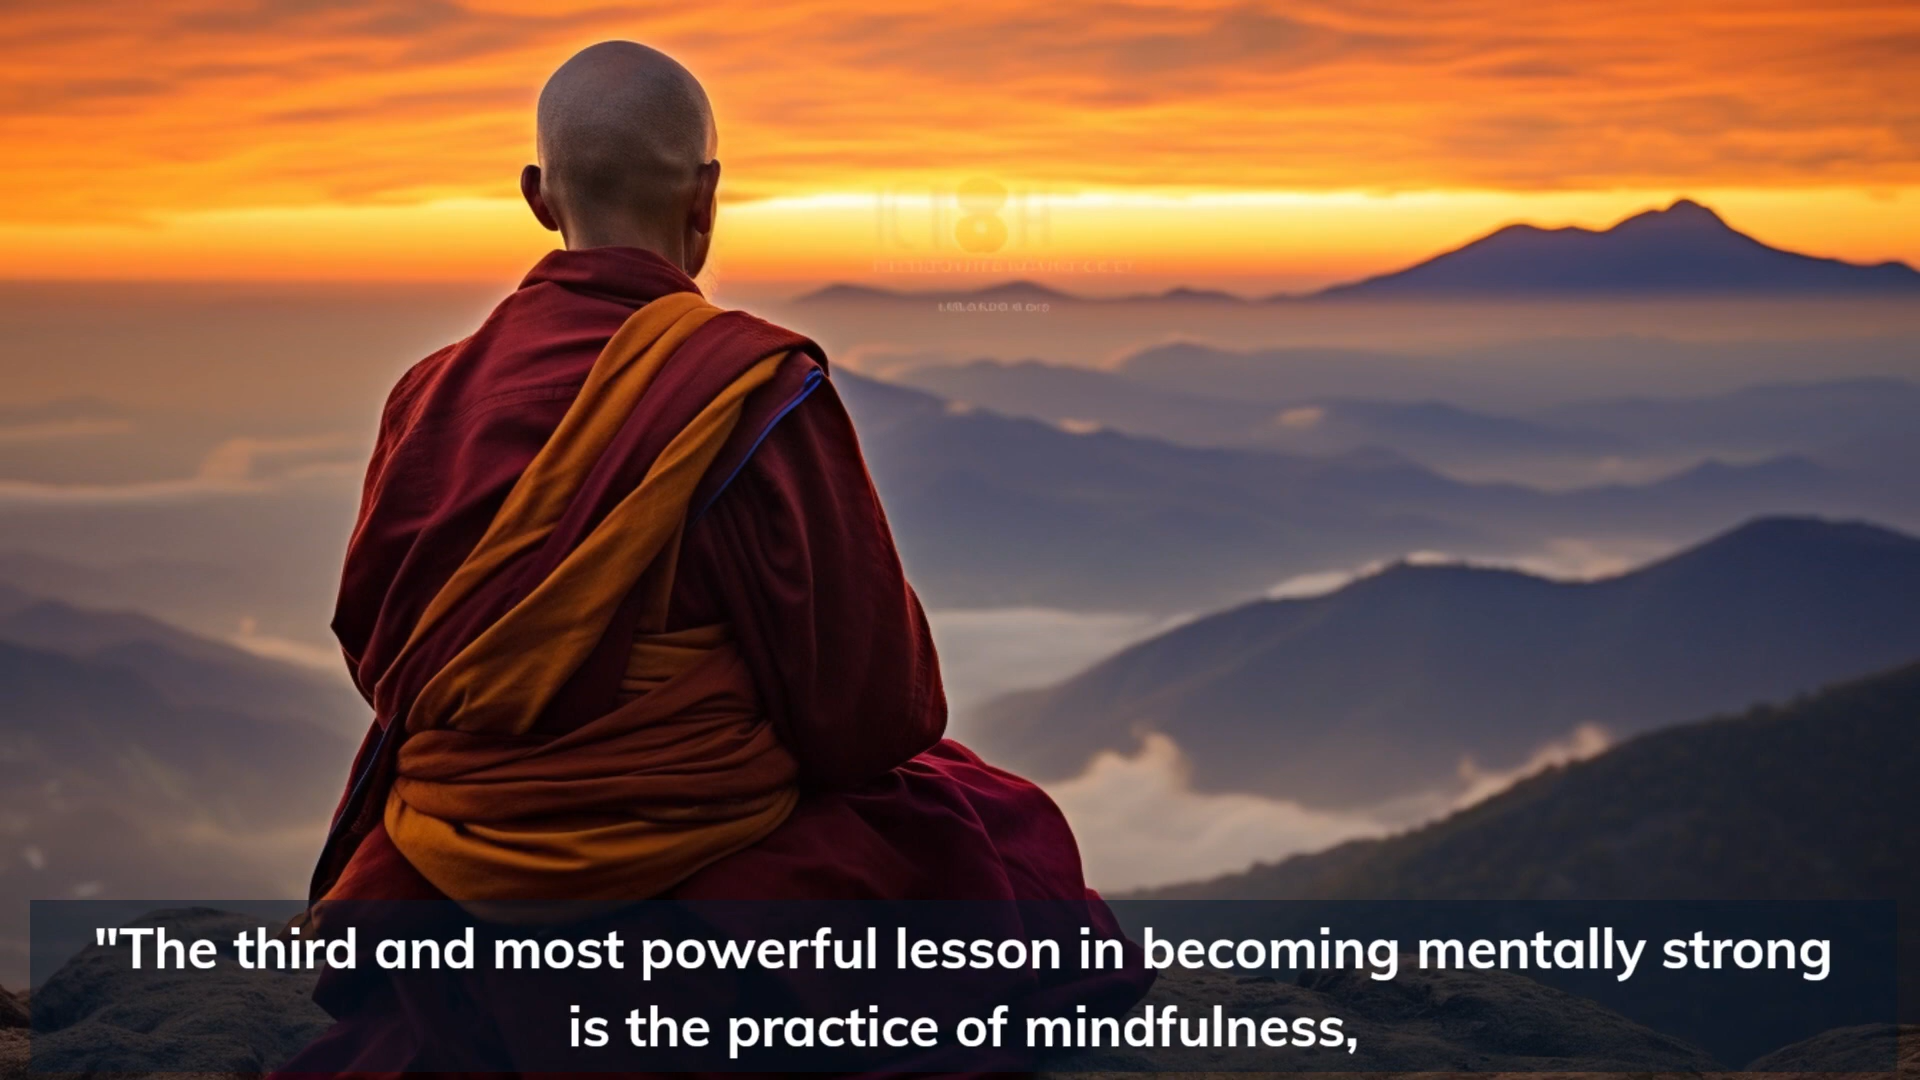 "The third and most powerful lesson in becoming mentally strong
is the practice of mindfulness,